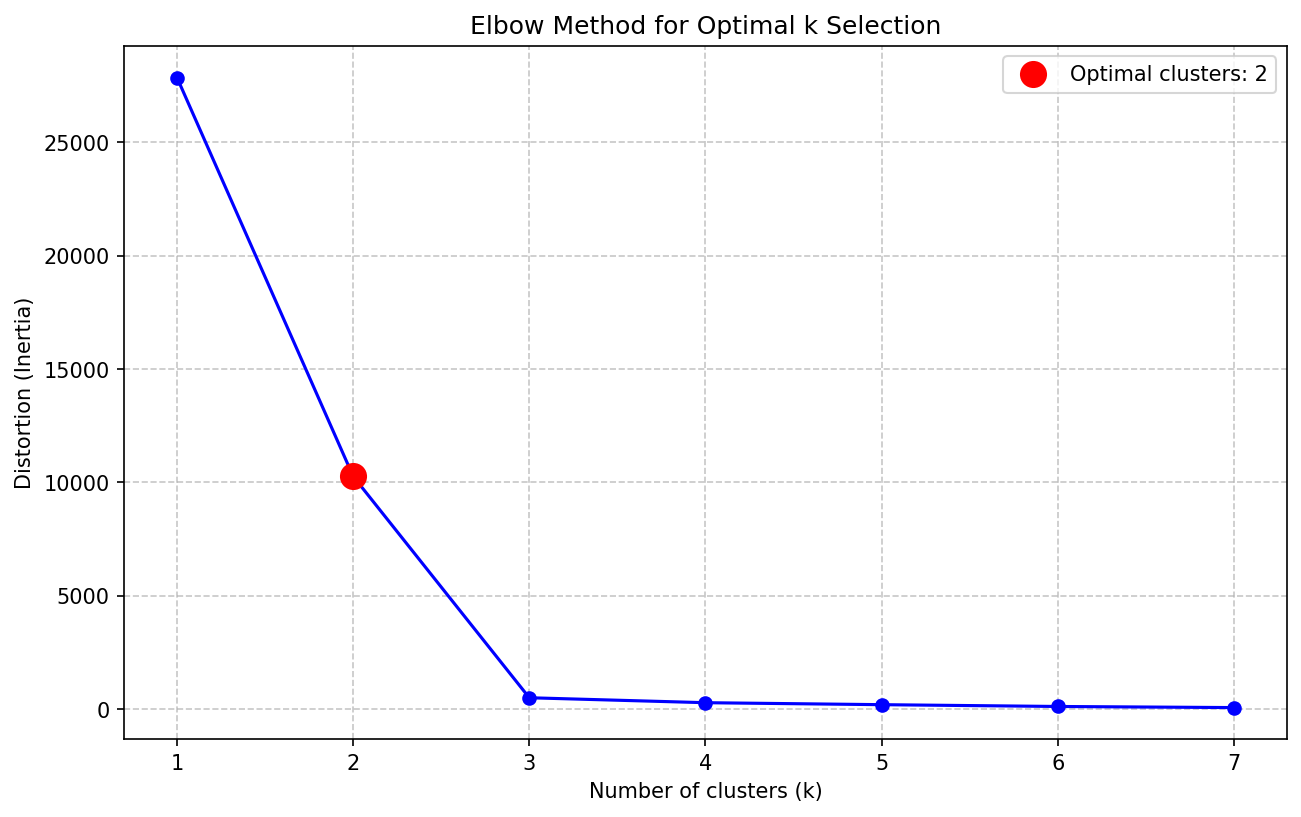 Elbow Method for Optimal k Selection
Optimal clusters: 2
Distortion (Inertia)
25000
20000
15000
10000
5000
0
1 2 3 4 5 6 7
Number of clusters (k)